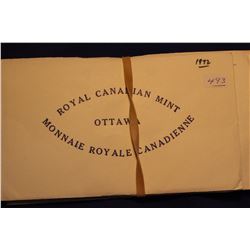 1972
493
ROYAL CANADIAN MINT
OTTAWA
MONNAIE ROYALE CANADIENNE